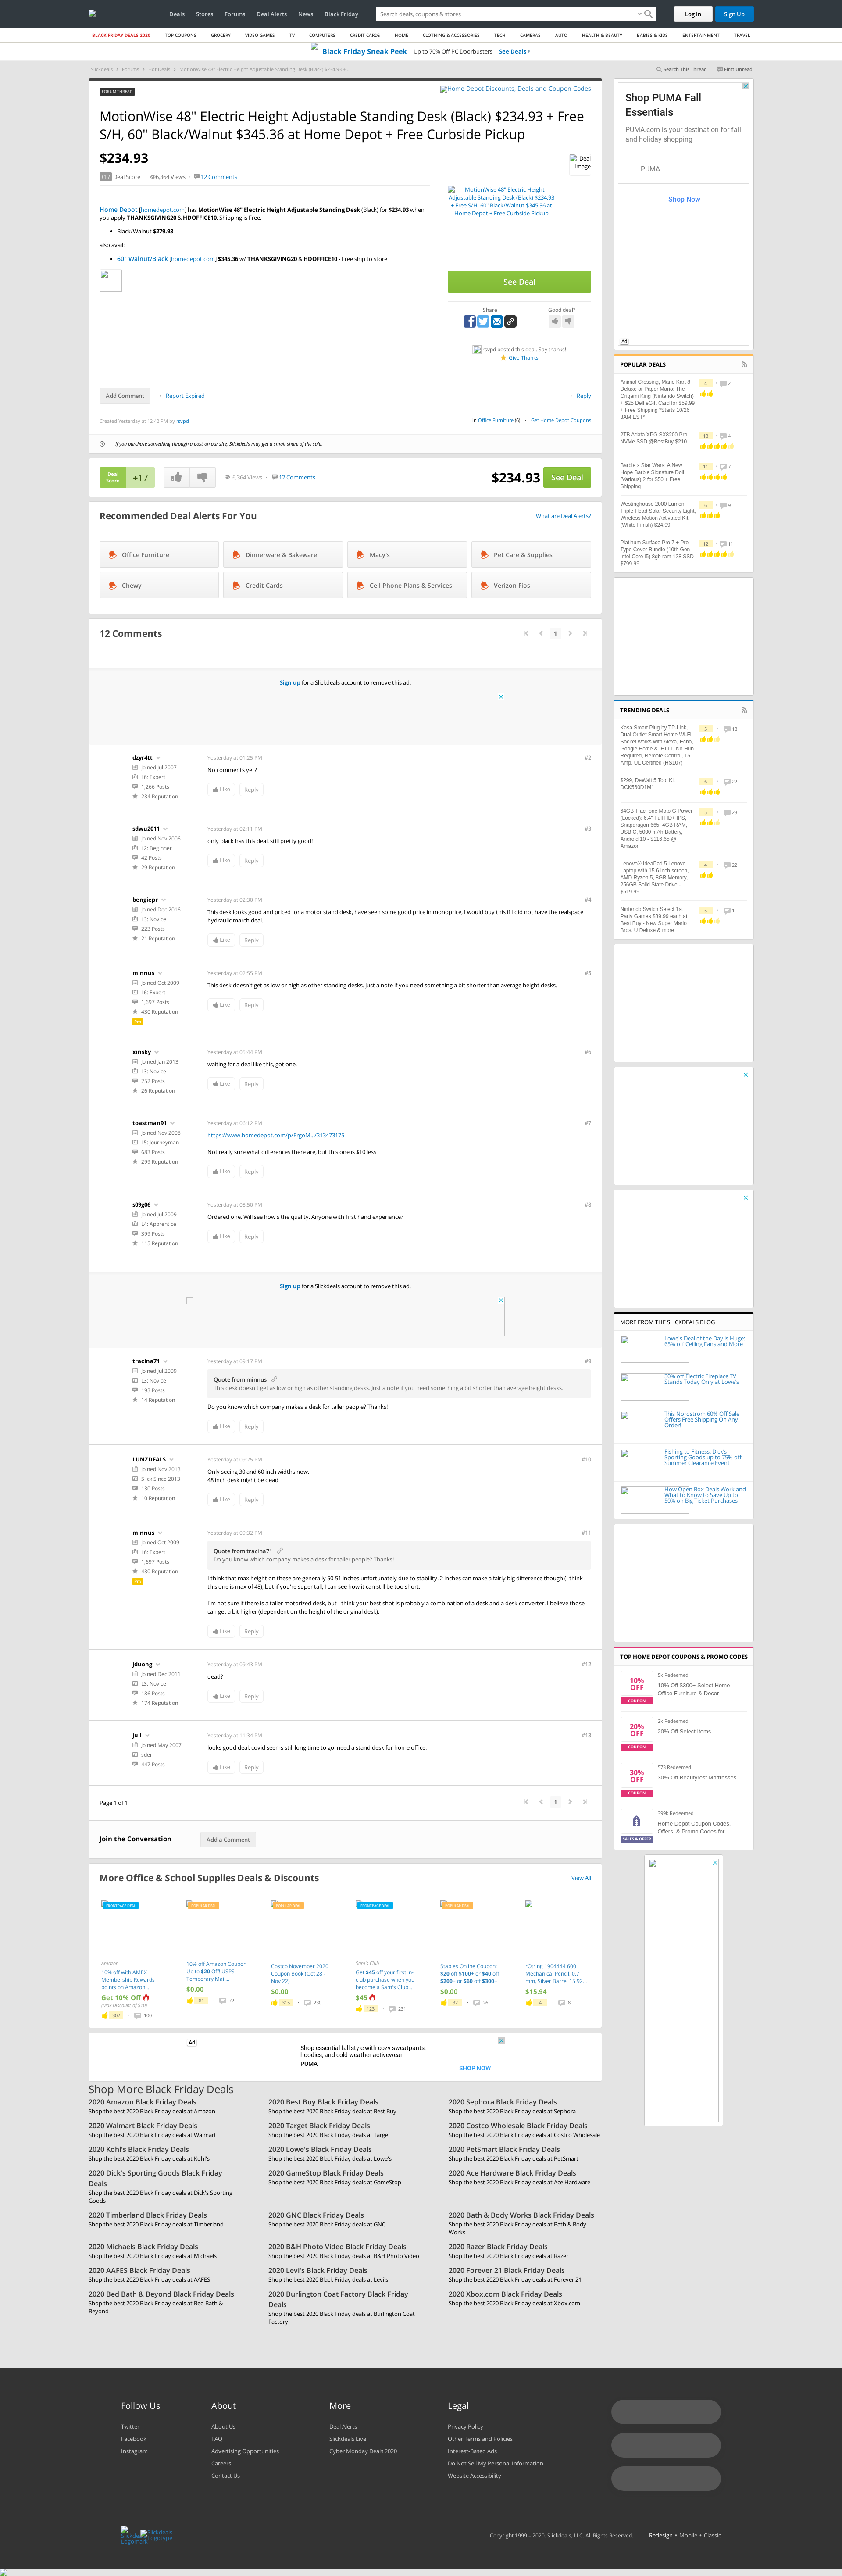 Deals
Stores
Forums
Deal Alerts
News
Black Friday
Search deals, coupons & stores
Log In
Sign Up
BLACK FRIDAY DEALS 2020
TOP COUPONS
GROCERY
VIDEO GAMES
TV
COMPUTERS
CREDIT CARDS
HOME
CLOTHING & ACCESSORIES
TECH
CAMERAS
AUTO
HEALTH & BEAUTY
BABIES & KIDS
ENTERTAINMENT
TRAVEL
Black Friday Sneak Peek Up to 70% Off PC Doorbusters See Deals
Slickdeals
Forums
Hot Deals
MotionWise 48" Electric Height Adjustable Standing Desk (Black) $234.93 + ...
Search This Thread
First Unread
FORUM THREAD
Home Depot Discounts, Deals and Coupon Codes
MotionWise 48" Electric Height Adjustable Standing Desk (Black) $234.93 + Free
S/H, 60" Black/Walnut $345.36 at Home Depot + Free Curbside Pickup
$234.93
Deal
Image
+17 Deal Score
6,364 Views
12 Comments
MotionWise 48" Electric Height
Adjustable Standing Desk (Black) $234.93
+ Free S/H, 60" Black/Walnut $345.36 at
Home Depot + Free Curbside Pickup
Home Depot [homedepot.com] has MotionWise 48" Electric Height Adjustable Standing Desk (Black) for $234.93 when
you apply THANKSGIVING20 & HDOFFICE10, Shipping is Free.
Black/Walnut $279.98
also avail:
60" Walnut/Black [homedepot.com] $345.36 w/ THANKSGIVING20 & HDOFFICE10 - Free ship to store
See Deal
Share
Good deal?
rsvpd posted this deal. Say thanks!
Give Thanks
Add Comment
Report Expired
Reply
Created Yesterday at 12:42 PM by rsvpd
in Office Furniture (6)
Get Home Depot Coupons
If you purchase something through a post on our site, Slickdeals may get a small share of the sale.
Deal
Score
+17
6,364 Views
12 Comments
$234.93
See Deal
Recommended Deal Alerts For You
What are Deal Alerts?
Office Furniture
Dinnerware & Bakeware
Macy's
Pet Care & Supplies
Chewy
Credit Cards
Cell Phone Plans & Services
Verizon Fios
12 Comments
1
Sign up for a Slickdeals account to remove this ad.
dzyr4tt
Joined Jul 2007
L6: Expert
1,266 Posts
234 Reputation
Yesterday at 01:25 PM
#2
No comments yet?
Like
Reply
sdwu2011
Joined Nov 2006
L2: Beginner
42 Posts
29 Reputation
Yesterday at 02:11 PM
#3
only black has this deal, still pretty good!
Like
Reply
bengiepr
Joined Dec 2016
L3: Novice
223 Posts
21 Reputation
Yesterday at 02:30 PM
#4
This desk looks good and priced for a motor stand desk, have seen some good price in monoprice, I would buy this if I did not have the realspace
hydraulic march deal.
Like
Reply
minnus
Joined Oct 2009
L6: Expert
1,697 Posts
430 Reputation
Pro
Yesterday at 02:55 PM
#5
This desk doesn't get as low or high as other standing desks. Just a note if you need something a bit shorter than average height desks.
Like
Reply
xinsky
Joined Jan 2013
L3: Novice
252 Posts
26 Reputation
Yesterday at 05:44 PM
#6
waiting for a deal like this, got one.
Like
Reply
toastman91
Joined Nov 2008
L5: Journeyman
683 Posts
299 Reputation
Yesterday at 06:12 PM
#7
https://www.homedepot.com/p/ErgoM.../313473175
Not really sure what differences there are, but this one is $10 less
Like
Reply
s09g06
Joined Jul 2009
L4: Apprentice
399 Posts
115 Reputation
Yesterday at 08:50 PM
#8
Ordered one. Will see how's the quality. Anyone with first hand experience?
Like
Reply
Sign up for a Slickdeals account to remove this ad.
tracina71
Joined Jul 2009
L3: Novice
193 Posts
14 Reputation
Yesterday at 09:17 PM
#9
Quote from minnus
This desk doesn't get as low or high as other standing desks. Just a note if you need something a bit shorter than average height desks.
Do you know which company makes a desk for taller people? Thanks!
Like
Reply
LUNZDEALS
Joined Nov 2013
Slick Since 2013
130 Posts
10 Reputation
Yesterday at 09:25 PM
#10
Only seeing 30 and 60 inch widths now.
48 inch desk might be dead
Like
Reply
minnus
Joined Oct 2009
L6: Expert
1,697 Posts
430 Reputation
Pro
Yesterday at 09:32 PM
#11
Quote from tracina71
Do you know which company makes a desk for taller people? Thanks!
I think that max height on these are generally 50-51 inches unfortunately due to stability. 2 inches can make a fairly big difference though (I think
this one is max of 48), but if you're super tall, I can see how it can still be too short.
I'm not sure if there is a taller motorized desk, but I think your best shot is probably a combination of a desk and a desk converter. I believe those
can get a bit higher (dependent on the height of the original desk).
Like
Reply
jduong
Joined Dec 2011
L3: Novice
186 Posts
174 Reputation
Yesterday at 09:43 PM
#12
dead?
Like
Reply
jull
Joined May 2007
sder
447 Posts
Yesterday at 11:34 PM
#13
looks good deal. covid seems still long time to go. need a stand desk for home office.
Like
Reply
Page 1 of 1
1
Join the Conversation
Add a Comment
More Office & School Supplies Deals & Discounts
View All
FRONTPAGE DEAL
Amazon
10% off with AMEX
Membership Rewards
points on Amazon....
Get 10% Off
(Max Discount of $10)
302
100
POPULAR DEAL
10% off Amazon Coupon
Up to $20 Off! USPS
Temporary Mail...
$0.00
81
72
POPULAR DEAL
Costco November 2020
Coupon Book (Oct 28 -
Nov 22)
$0.00
315
230
FRONTPAGE DEAL
Sam's Club
Get $45 off your first in-
club purchase when you
become a Sam's Club...
$45
123
231
POPULAR DEAL
Staples Online Coupon:
$20 off $100+ or $40 off
$200+ or $60 off $300+
$0.00
32
26
rOtring 1904444 600
Mechanical Pencil, 0.7
mm, Silver Barrel 15.92...
$15.94
4
8
Ad
Shop essential fall style with cozy sweatpants,
hoodies, and cold weather activewear.
PUMA
SHOP NOW
Shop More Black Friday Deals
2020 Amazon Black Friday Deals
Shop the best 2020 Black Friday deals at Amazon
2020 Best Buy Black Friday Deals
Shop the best 2020 Black Friday deals at Best Buy
2020 Sephora Black Friday Deals
Shop the best 2020 Black Friday deals at Sephora
2020 Walmart Black Friday Deals
Shop the best 2020 Black Friday deals at Walmart
2020 Target Black Friday Deals
Shop the best 2020 Black Friday deals at Target
2020 Costco Wholesale Black Friday Deals
Shop the best 2020 Black Friday deals at Costco Wholesale
2020 Kohl's Black Friday Deals
Shop the best 2020 Black Friday deals at Kohl's
2020 Lowe's Black Friday Deals
Shop the best 2020 Black Friday deals at Lowe's
2020 PetSmart Black Friday Deals
Shop the best 2020 Black Friday deals at PetSmart
2020 Dick's Sporting Goods Black Friday
Deals
Shop the best 2020 Black Friday deals at Dick's Sporting
Goods
2020 GameStop Black Friday Deals
Shop the best 2020 Black Friday deals at GameStop
2020 Ace Hardware Black Friday Deals
Shop the best 2020 Black Friday deals at Ace Hardware
2020 Timberland Black Friday Deals
Shop the best 2020 Black Friday deals at Timberland
2020 GNC Black Friday Deals
Shop the best 2020 Black Friday deals at GNC
2020 Bath & Body Works Black Friday Deals
Shop the best 2020 Black Friday deals at Bath & Body
Works
2020 Michaels Black Friday Deals
Shop the best 2020 Black Friday deals at Michaels
2020 B&H Photo Video Black Friday Deals
Shop the best 2020 Black Friday deals at B&H Photo Video
2020 Razer Black Friday Deals
Shop the best 2020 Black Friday deals at Razer
2020 AAFES Black Friday Deals
Shop the best 2020 Black Friday deals at AAFES
2020 Levi's Black Friday Deals
Shop the best 2020 Black Friday deals at Levi's
2020 Forever 21 Black Friday Deals
Shop the best 2020 Black Friday deals at Forever 21
2020 Bed Bath & Beyond Black Friday Deals
Shop the best 2020 Black Friday deals at Bed Bath &
Beyond
2020 Burlington Coat Factory Black Friday
Deals
Shop the best 2020 Black Friday deals at Burlington Coat
Factory
2020 Xbox.com Black Friday Deals
Shop the best 2020 Black Friday deals at Xbox.com
Shop PUMA Fall
Essentials
PUMA.com is your destination for fall
and holiday shopping
PUMA
Shop Now
Ad
POPULAR DEALS
Animal Crossing, Mario Kart 8
Deluxe or Paper Mario: The
Origami King (Nintendo Switch)
+ $25 Dell eGift Card for $59.99
+ Free Shipping *Starts 10/26
8AM EST*
4
2
2TB Adata XPG SX8200 Pro
NVMe SSD @BestBuy $210
13
4
Barbie x Star Wars: A New
Hope Barbie Signature Doll
(Various) 2 for $50 + Free
Shipping
11
7
Westinghouse 2000 Lumen
Triple Head Solar Security Light,
Wireless Motion Activated Kit
(White Finish) $24.99
6
9
Platinum Surface Pro 7 + Pro
Type Cover Bundle (10th Gen
Intel Core I5) 8gb ram 128 SSD
$799.99
12
11
TRENDING DEALS
Kasa Smart Plug by TP-Link,
Dual Outlet Smart Home Wi-Fi
Socket works with Alexa, Echo,
Google Home & IFTTT, No Hub
Required, Remote Control, 15
Amp, UL Certified (HS107)
5
18
$299, DeWalt 5 Tool Kit
DCK560D1M1
6
22
64GB TracFone Moto G Power
(Locked): 6.4" Full HD+ IPS,
Snapdragon 665, 4GB RAM,
USB C, 5000 mAh Battery,
Android 10 - $116.65 @
Amazon
5
23
Lenovo® IdeaPad 5 Lenovo
Laptop with 15.6 inch screen,
AMD Ryzen 5, 8GB Memory,
256GB Solid State Drive -
$519.99
4
22
Nintendo Switch Select 1st
Party Games $39.99 each at
Best Buy - New Super Mario
Bros. U Deluxe & more
5
1
MORE FROM THE SLICKDEALS BLOG
Lowe's Deal of the Day is Huge:
65% off Ceiling Fans and More
30% off Electric Fireplace TV
Stands Today Only at Lowe's
This Nordstrom 60% Off Sale
Offers Free Shipping On Any
Order!
Fishing to Fitness: Dick's
Sporting Goods up to 75% off
Summer Clearance Event
How Open Box Deals Work and
What to Know to Save Up to
50% on Big Ticket Purchases
TOP HOME DEPOT COUPONS & PROMO CODES
10%
OFF
COUPON
5k Redeemed
10% Off $300+ Select Home
Office Furniture & Decor
20%
OFF
COUPON
2k Redeemed
20% Off Select Items
30%
OFF
COUPON
573 Redeemed
30% Off Beautyrest Mattresses
SALES & OFFER
399k Redeemed
Home Depot Coupon Codes,
Offers, & Promo Codes for...
Follow Us
Twitter
Facebook
Instagram
About
About Us
FAQ
Advertising Opportunities
Careers
Contact Us
More
Deal Alerts
Slickdeals Live
Cyber Monday Deals 2020
Legal
Privacy Policy
Other Terms and Policies
Interest-Based Ads
Do Not Sell My Personal Information
Website Accessibility
Slickdeals
Logotype
Copyright 1999 - 2020. Slickdeals, LLC. All Rights Reserved.
Redesign • Mobile • Classic